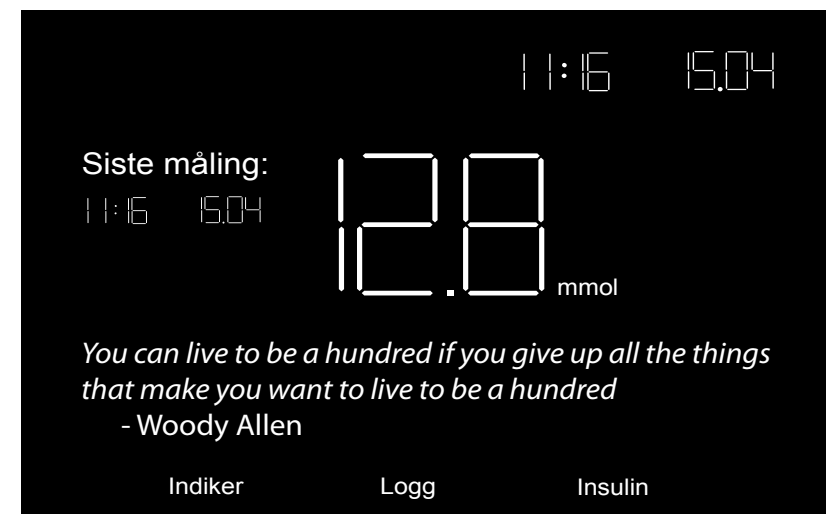 11:16 15.04
Siste måling:
11:16 15.04
12.8 mmol
You can live to be a hundred if you give up all the things
that make you want to live to be a hundred
- Woody Allen
Indiker Logg Insulin